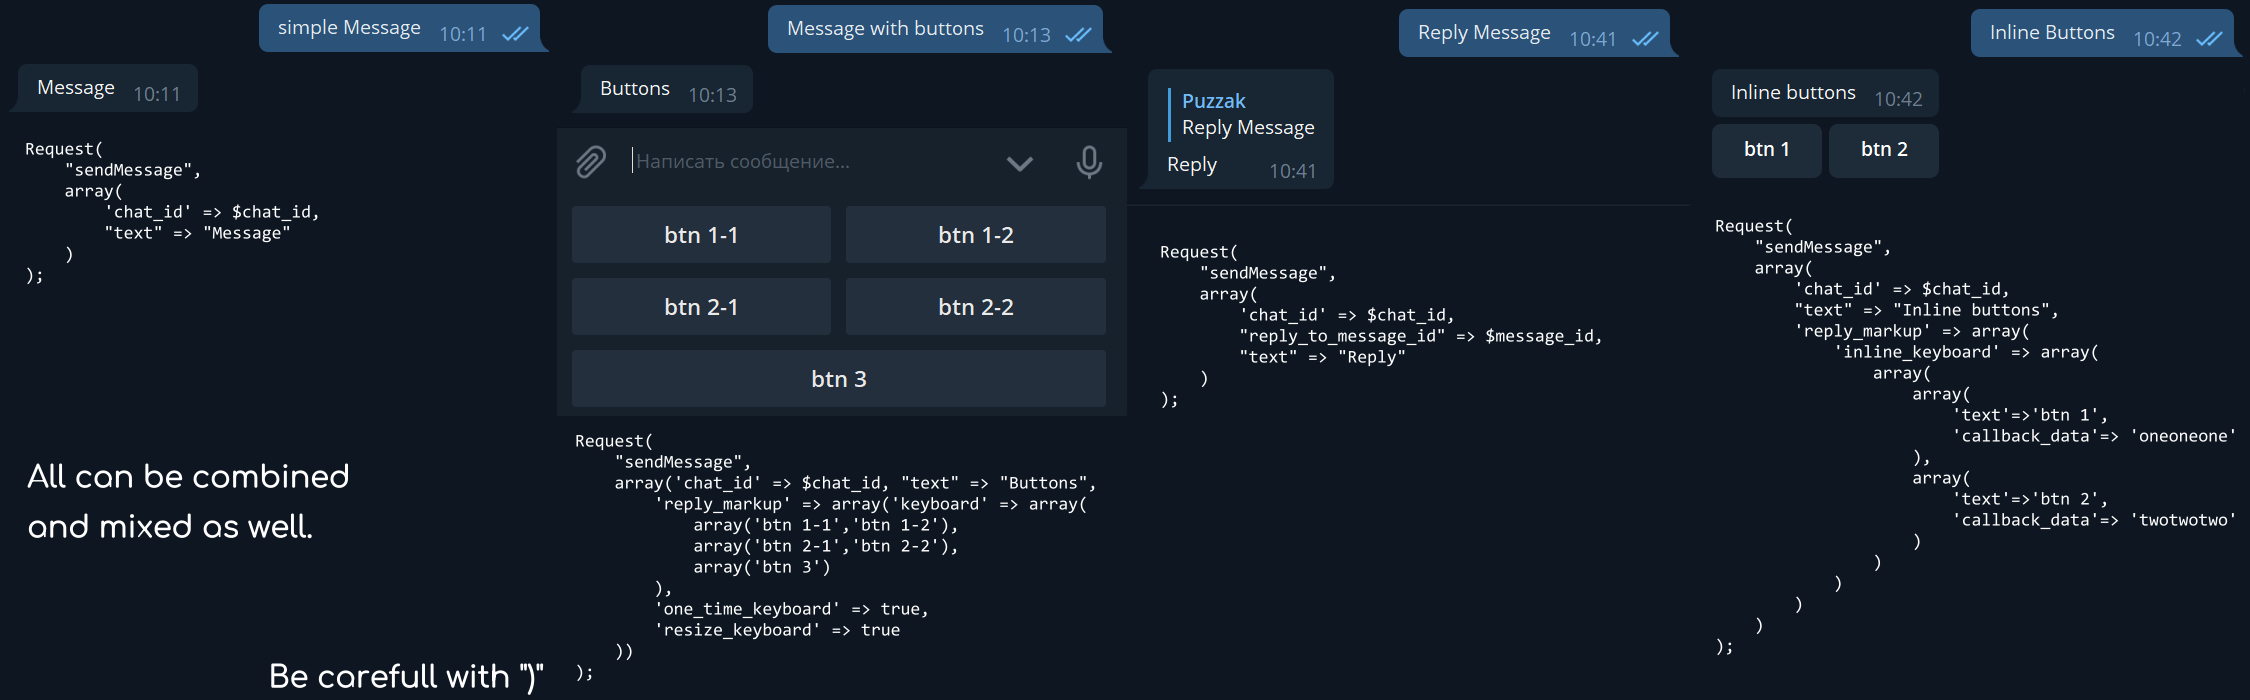 simple Message 10:11
Message 10:11
Request(
"sendMessage",
array(
'chat_id' => $chat_id,
"text" => "Message"
)
);
All can be combined
and mixed as well.
Be carefull with ")"
Message with buttons 10:13
Buttons 10:13
Написать сообщение...
btn 1-1 btn 1-2
btn 2-1 btn 2-2
btn 3
Request(
"sendMessage",
array('chat_id' => $chat_id, "text" => "Buttons",
'reply_markup' => array('keyboard' => array(
array('btn 1-1','btn 1-2'),
array('btn 2-1','btn 2-2'),
array('btn 3')
),
'one_time_keyboard' => true,
'resize_keyboard' => true
))
);
Reply Message 10:41
Puzzak
Reply Message
Reply 10:41
Request(
"sendMessage",
array(
'chat_id' => $chat_id,
"reply_to_message_id" => $message_id,
"text" => "Reply"
)
);
Inline Buttons 10:42
Inline buttons 10:42
btn 1 btn 2
Request(
"sendMessage",
array(
'chat_id' => $chat_id,
"text" => "Inline buttons",
'reply_markup' => array(
'inline_keyboard' => array(
array(
array(
'text'=>'btn 1',
'callback_data'=> 'oneoneone'
),
array(
'text'=>'btn 2',
'callback_data'=> 'twotwotwo'
)
)
)
)
)
);